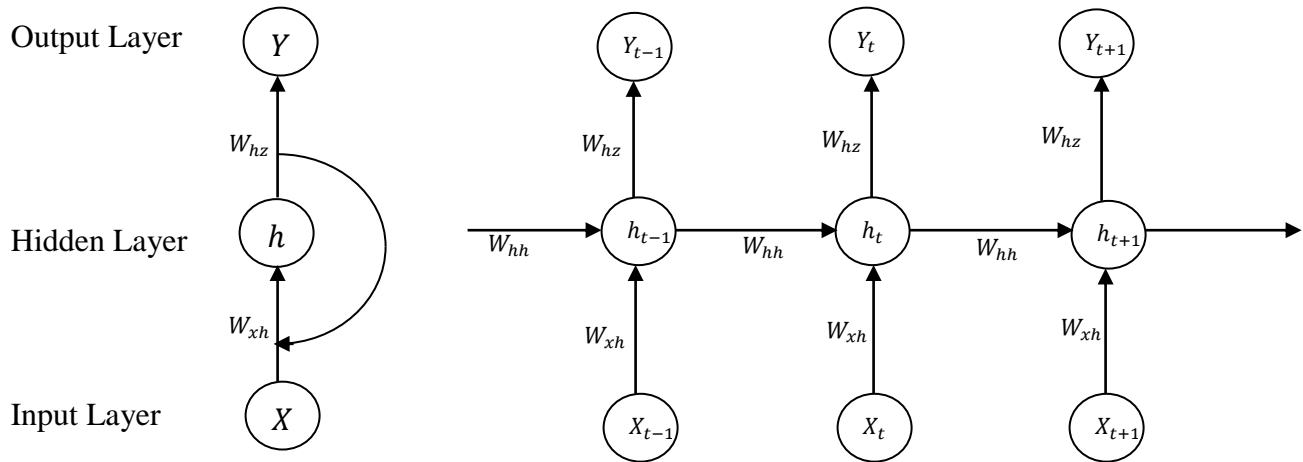 Output Layer Y Y_{t-1} Y_t Y_{t+1}
W_{hz} W_{hz} W_{hz} W_{hz}
Hidden Layer h h_{t-1} h_t h_{t+1}
W_{hh} W_{hh} W_{hh}
W_{xh} W_{xh} W_{xh} W_{xh}
Input Layer X X_{t-1} X_t X_{t+1}